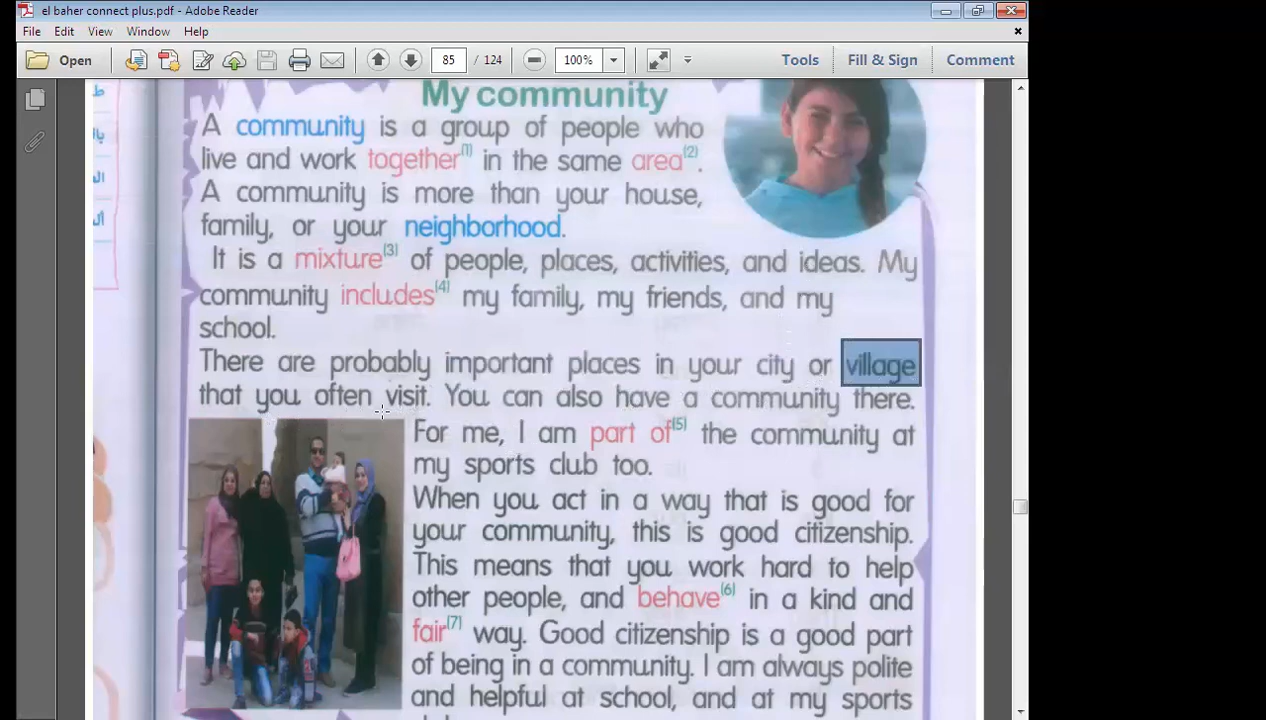 el baher connect plus.pdf - Adobe Reader
File Edit View Window Help
Open 85 / 124 100% Tools Fill & Sign Comment
My community
A community is a group of people who
live and work together(1) in the same area(2).
A community is more than your house,
family, or your neighborhood.
It is a mixture(3) of people, places, activities, and ideas. My
community includes(4) my family, my friends, and my
school.
There are probably important places in your city or village
that you often visit. You can also have a community there.
For me, I am part of(5) the community at
my sports club too.
When you act in a way that is good for
your community, this is good citizenship.
This means that you work hard to help
other people, and behave(6) in a kind and
fair(7) way. Good citizenship is a good part
of being in a community. I am always polite
and helpful at school, and at my sports